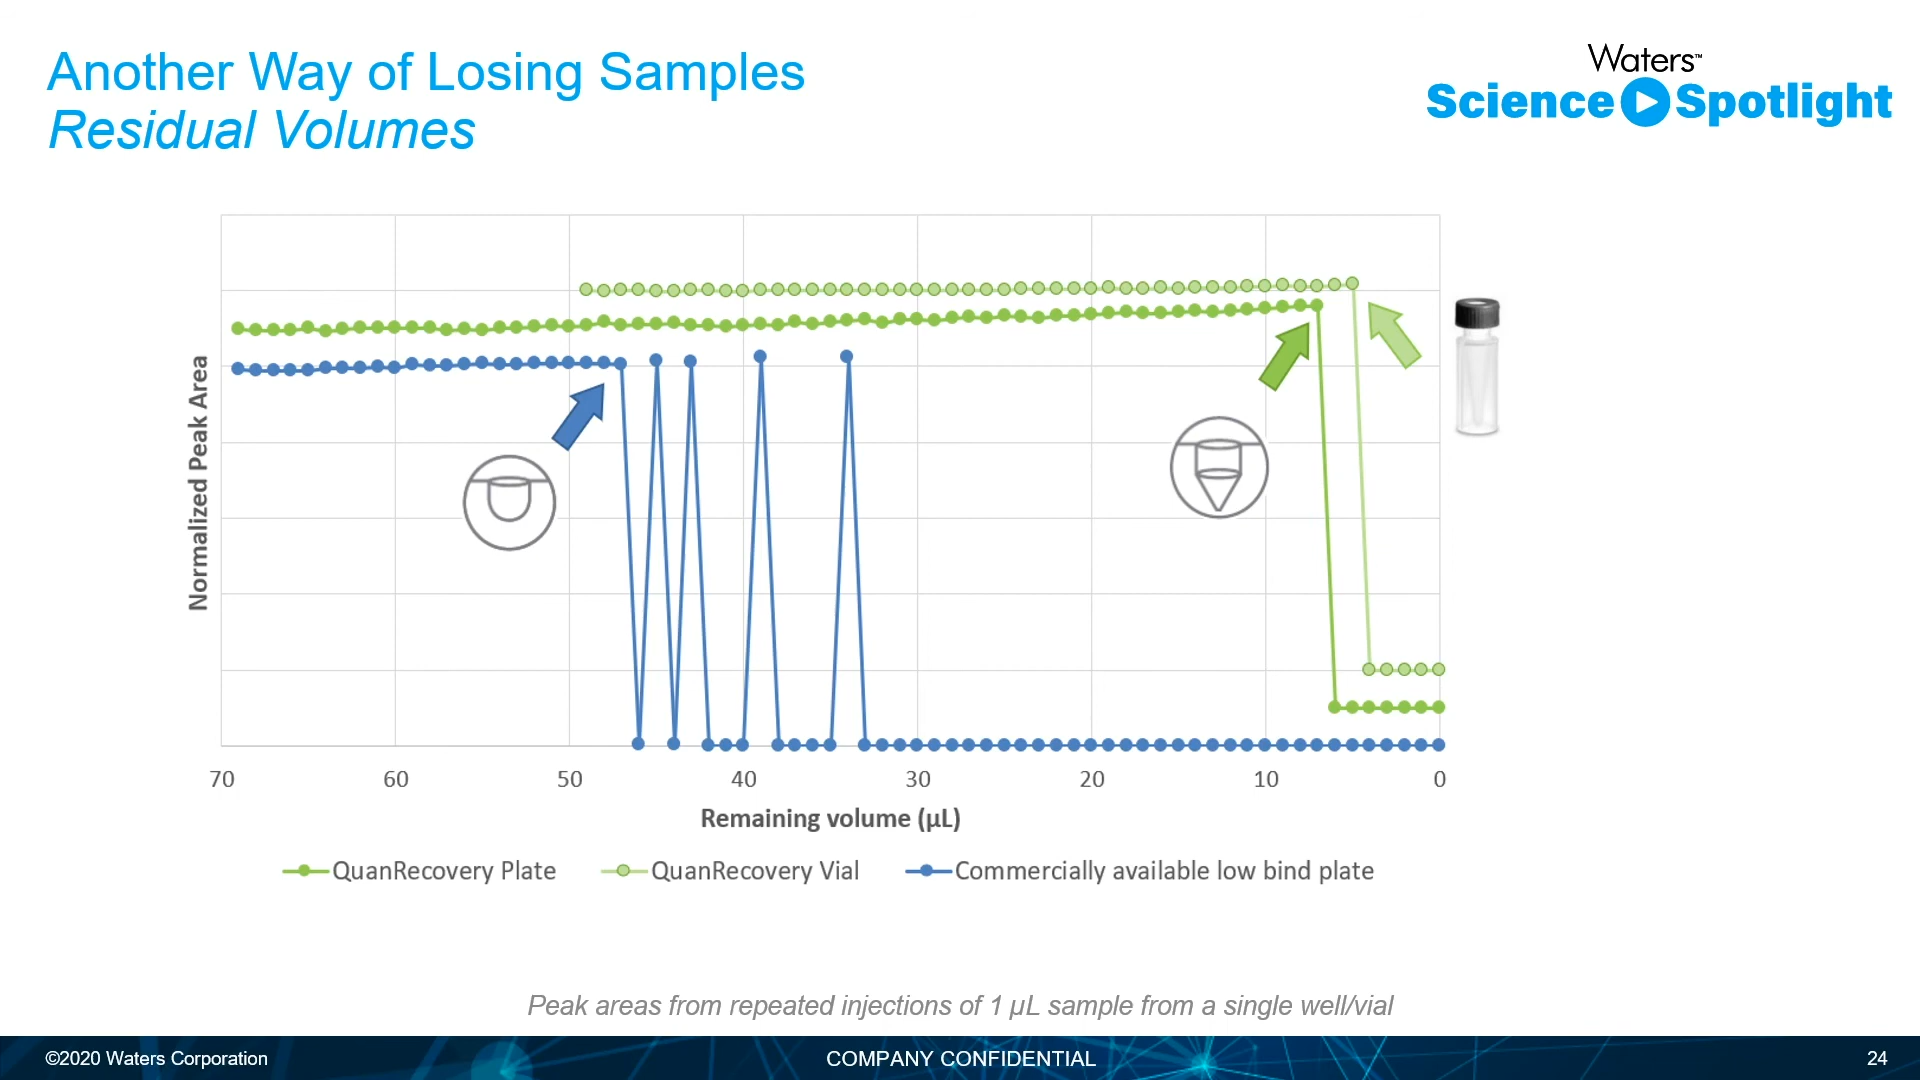 Another Way of Losing Samples
Residual Volumes
Waters™
Science Spotlight
Normalized Peak Area
70 60 50 40 30 20 10 0
Remaining volume (µL)
QuanRecovery Plate QuanRecovery Vial Commercially available low bind plate
Peak areas from repeated injections of 1 µL sample from a single well/vial
©2020 Waters Corporation COMPANY CONFIDENTIAL 24